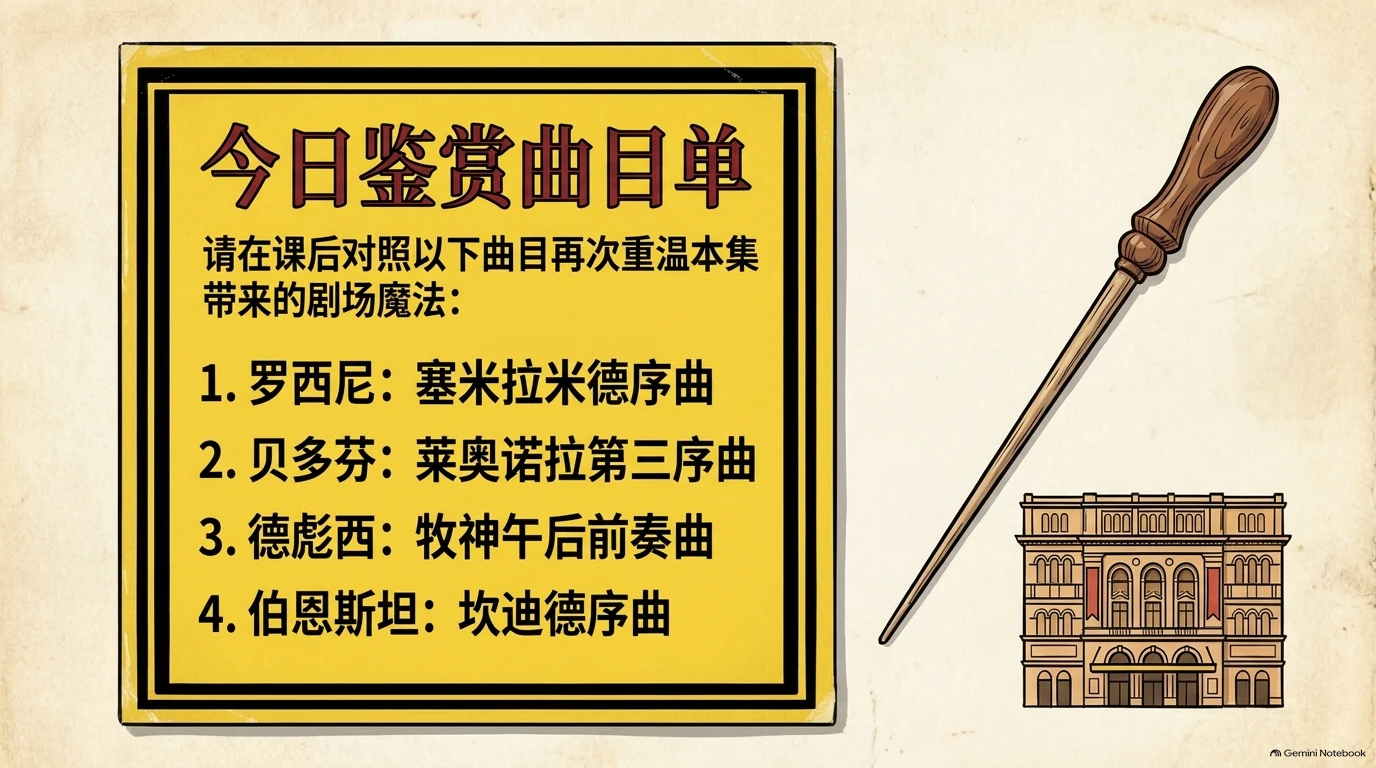 今日鉴赏曲目单
请在课后对照以下曲目再次重温本集
带来的剧场魔法：
1. 罗西尼：塞米拉米德序曲
2. 贝多芬：莱奥诺拉第三序曲
3. 德彪西：牧神午后前奏曲
4. 伯恩斯坦：坎迪德序曲
Gemini Notebook